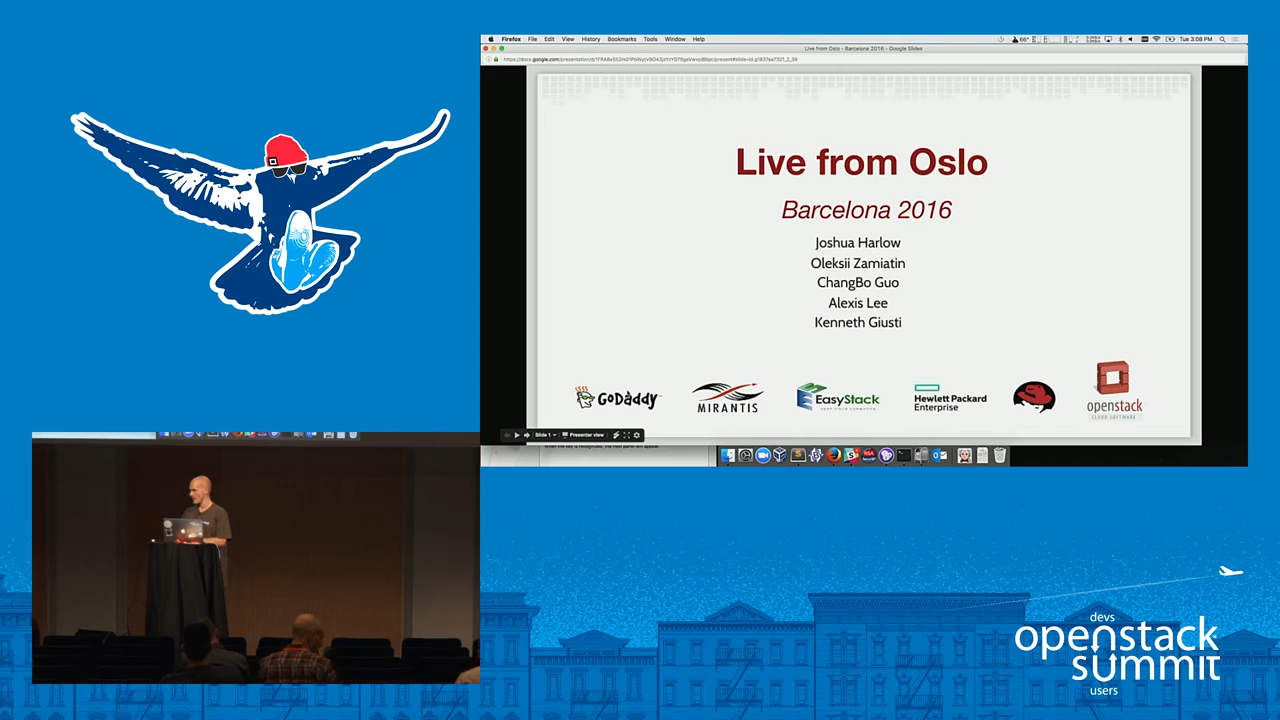 Firefox File Edit View History Bookmarks Tools Window Help
Tue 3:08 PM
Live from Oslo - Barcelona 2016 - Google Slides
Live from Oslo
Barcelona 2016
Joshua Harlow
Oleksii Zamiatin
ChangBo Guo
Alexis Lee
Kenneth Giusti
GoDaddy
MIRANTIS
EasyStack
Hewlett Packard
Enterprise
openstack
CLOUD SOFTWARE
Slide 1
Presenter view
devs
openstack
summit
users